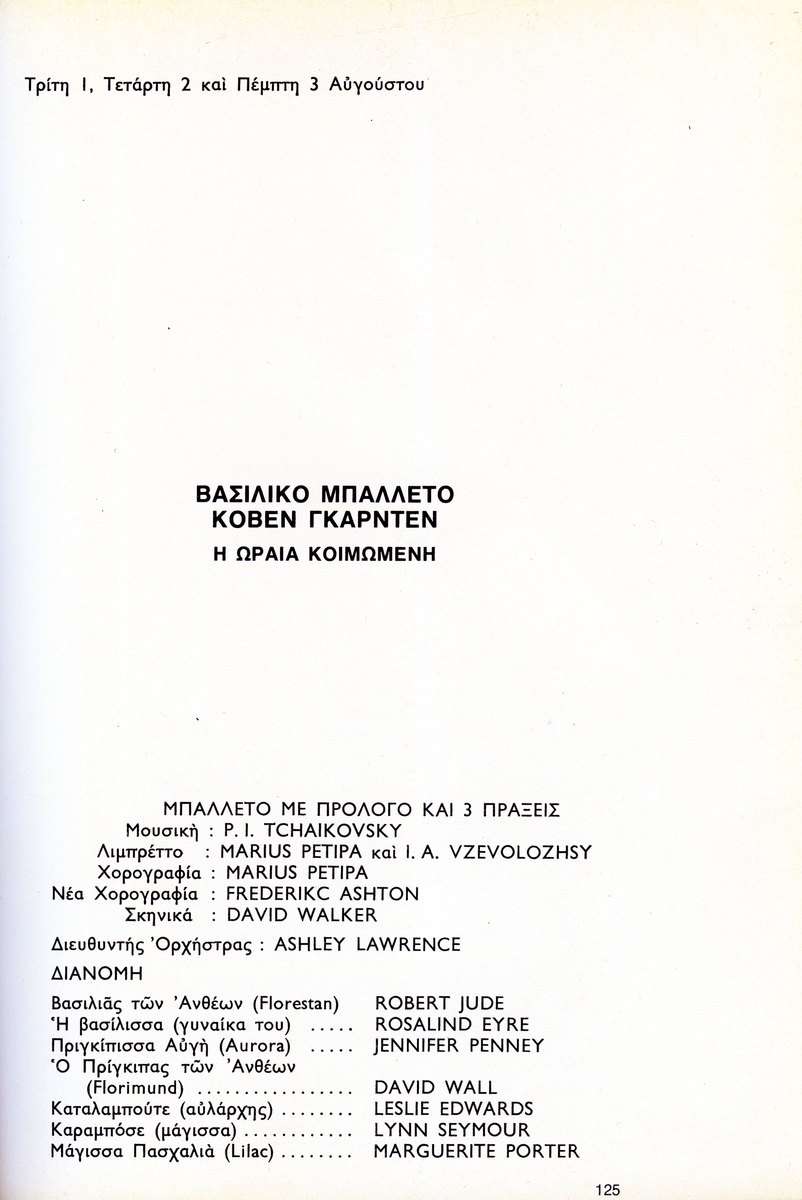 Τρίτη 1, Τετάρτη 2 καὶ Πέμπτη 3 Αὐγούστου
ΒΑΣΙΛΙΚΟ ΜΠΑΛΛΕΤΟ
ΚΟΒΕΝ ΓΚΑΡΝΤΕΝ
Η ΩΡΑΙΑ ΚΟΙΜΩΜΕΝΗ
ΜΠΑΛΛΕΤΟ ΜΕ ΠΡΟΛΟΓΟ ΚΑΙ 3 ΠΡΑΞΕΙΣ
Μουσικὴ : P. I. TCHAIKOVSKY
Λιμπρέττο : MARIUS PETIPA καὶ I. A. VZEVOLOZHSY
Χορογραφία : MARIUS PETIPA
Νέα Χορογραφία : FREDERIKC ASHTON
Σκηνικά : DAVID WALKER
Διευθυντής Ὀρχήστρας : ASHLEY LAWRENCE
ΔΙΑΝΟΜΗ
Βασιλιᾶς τῶν Ἀνθέων (Florestan) ROBERT JUDE
Ἡ βασίλισσα (γυναίκα του) ..... ROSALIND EYRE
Πριγκίπισσα Αὐγὴ (Aurora) ..... JENNIFER PENNEY
Ὁ Πρίγκιπας τῶν Ἀνθέων
(Florimund) ................. DAVID WALL
Καταλαμπούτε (αὐλάρχης) ........ LESLIE EDWARDS
Καραμπόσε (μάγισσα) ............ LYNN SEYMOUR
Μάγισσα Πασχαλιὰ (Lilac) ........ MARGUERITE PORTER
125